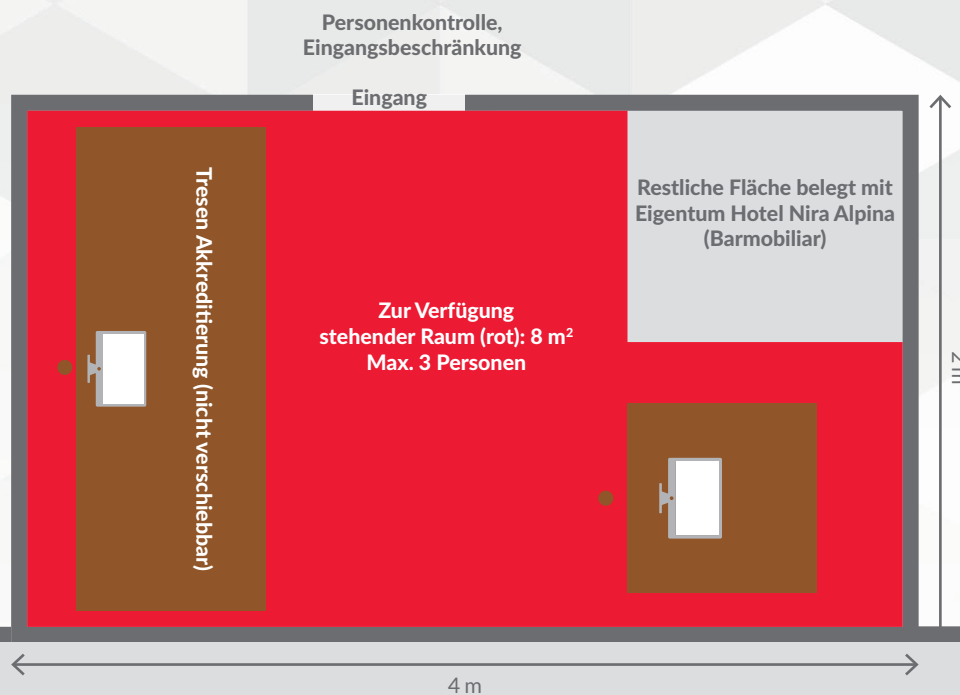 Personenkontrolle,
Eingangsbeschränkung
Eingang
Tresen Akkreditierung (nicht verschiebbar)
Zur Verfügung
stehender Raum (rot): 8 m²
Max. 3 Personen
Restliche Fläche belegt mit
Eigentum Hotel Nira Alpina
(Barmobiliar)
2 m
4 m